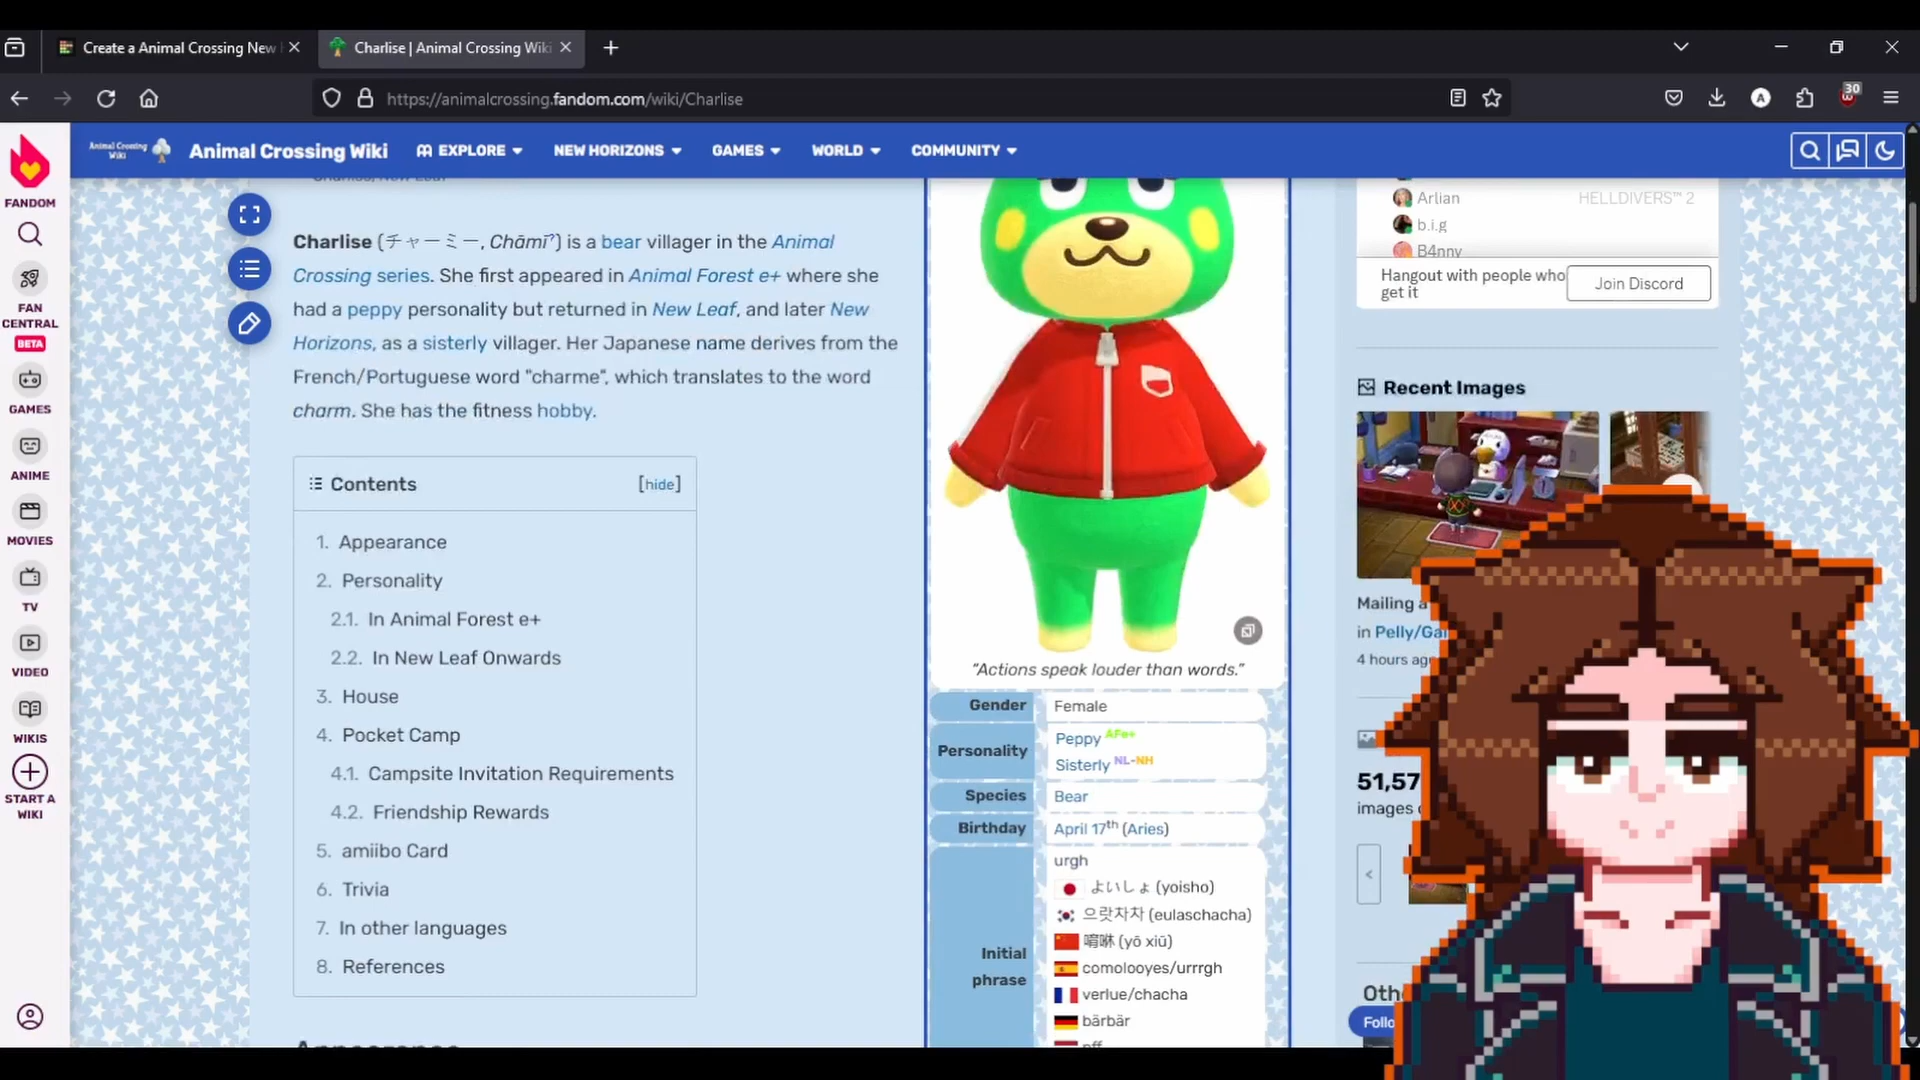 Create a Animal Crossing New
Charlise | Animal Crossing Wiki
https://animalcrossing.fandom.com/wiki/Charlise
A
30
Animal Crossing
Wiki
Animal Crossing Wiki
EXPLORE
NEW HORIZONS
GAMES
WORLD
COMMUNITY
FANDOM
FAN
CENTRAL
BETA
GAMES
ANIME
MOVIES
TV
VIDEO
WIKIS
START A
WIKI
Charlise (チャーミー, Chāmī?) is a bear villager in the Animal
Crossing series. She first appeared in Animal Forest e+ where she
had a peppy personality but returned in New Leaf, and later New
Horizons, as a sisterly villager. Her Japanese name derives from the
French/Portuguese word "charme", which translates to the word
charm. She has the fitness hobby.
Contents [hide]
1. Appearance
2. Personality
2.1. In Animal Forest e+
2.2. In New Leaf Onwards
3. House
4. Pocket Camp
4.1. Campsite Invitation Requirements
4.2. Friendship Rewards
5. amiibo Card
6. Trivia
7. In other languages
8. References
Appearance
"Actions speak louder than words."
Gender Female
Personality Peppy AFe+
Sisterly NL-NH
Species Bear
Birthday April 17th (Aries)
Initial
phrase
urgh
よいしょ (yoisho)
으랏차차 (eulaschacha)
唷咻 (yō xiū)
comolooyes/urrrgh
verlue/chacha
bärbär
Arlian HELLDIVERS™ 2
b.i.g
B4nny
Hangout with people who
get it
Join Discord
Recent Images
Mailing a
in Pelly/Ga
4 hours ag
51,57
images
Oth
Follo